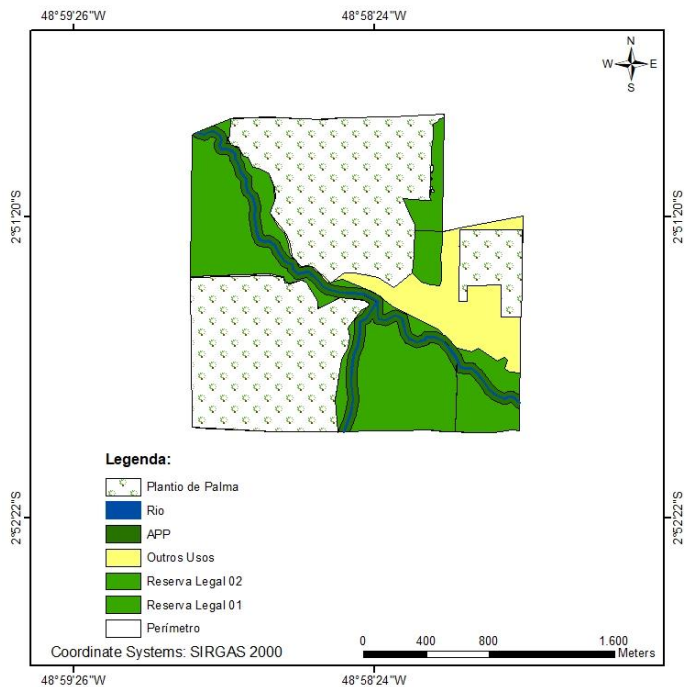 48°59'26"W 48°58'24"W
N
W E
S
2°51'20"S 2°51'20"S
Legenda:
Plantio de Palma
Rio
APP
Outros Usos
Reserva Legal 02
Reserva Legal 01
Perímetro
2°52'22"S 2°52'22"S
0 400 800 1.600
Meters
Coordinate Systems: SIRGAS 2000
48°59'26"W 48°58'24"W